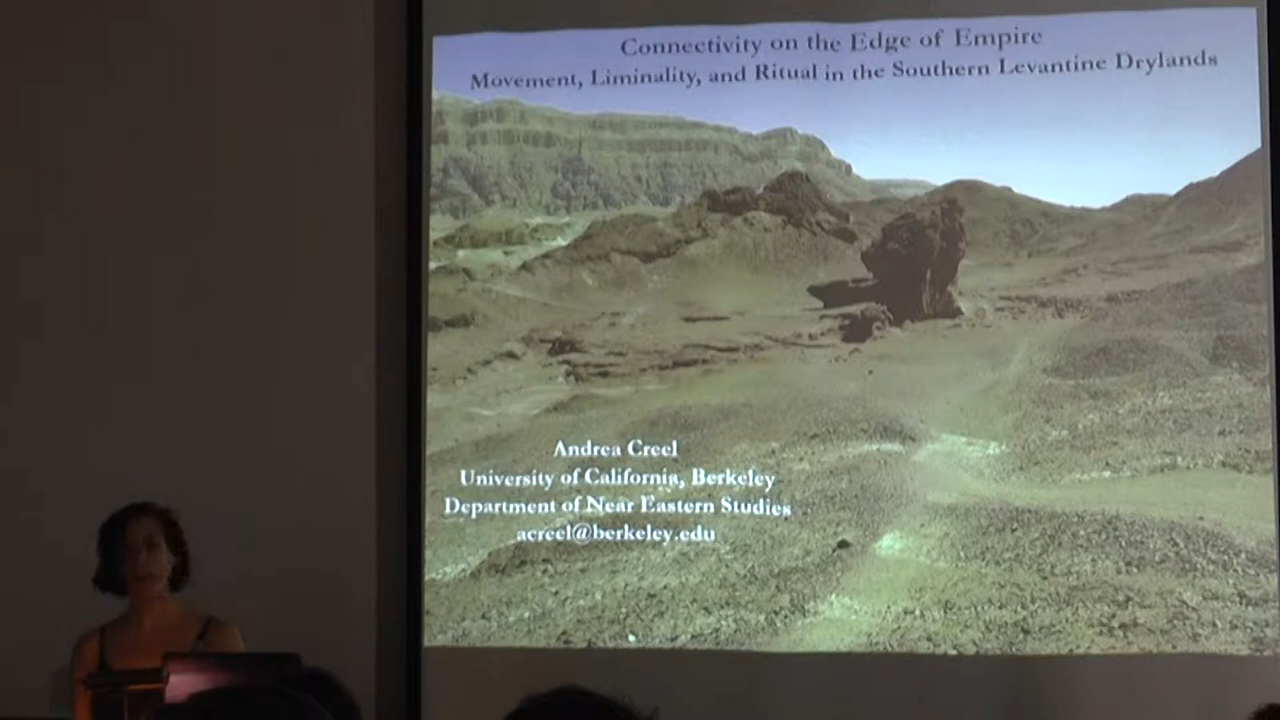 Connectivity on the Edge of Empire
Movement, Liminality, and Ritual in the Southern Levantine Drylands
Andrea Creel
University of California, Berkeley
Department of Near Eastern Studies
acreel@berkeley.edu